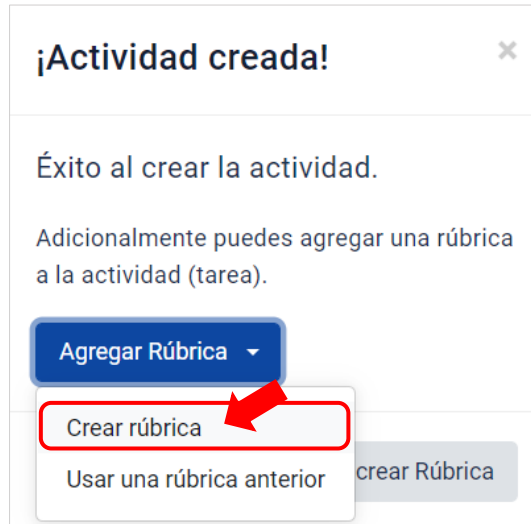 ¡Actividad creada!
×
Éxito al crear la actividad.
Adicionalmente puedes agregar una rúbrica
a la actividad (tarea).
Agregar Rúbrica
Crear rúbrica
Usar una rúbrica anterior
crear Rúbrica